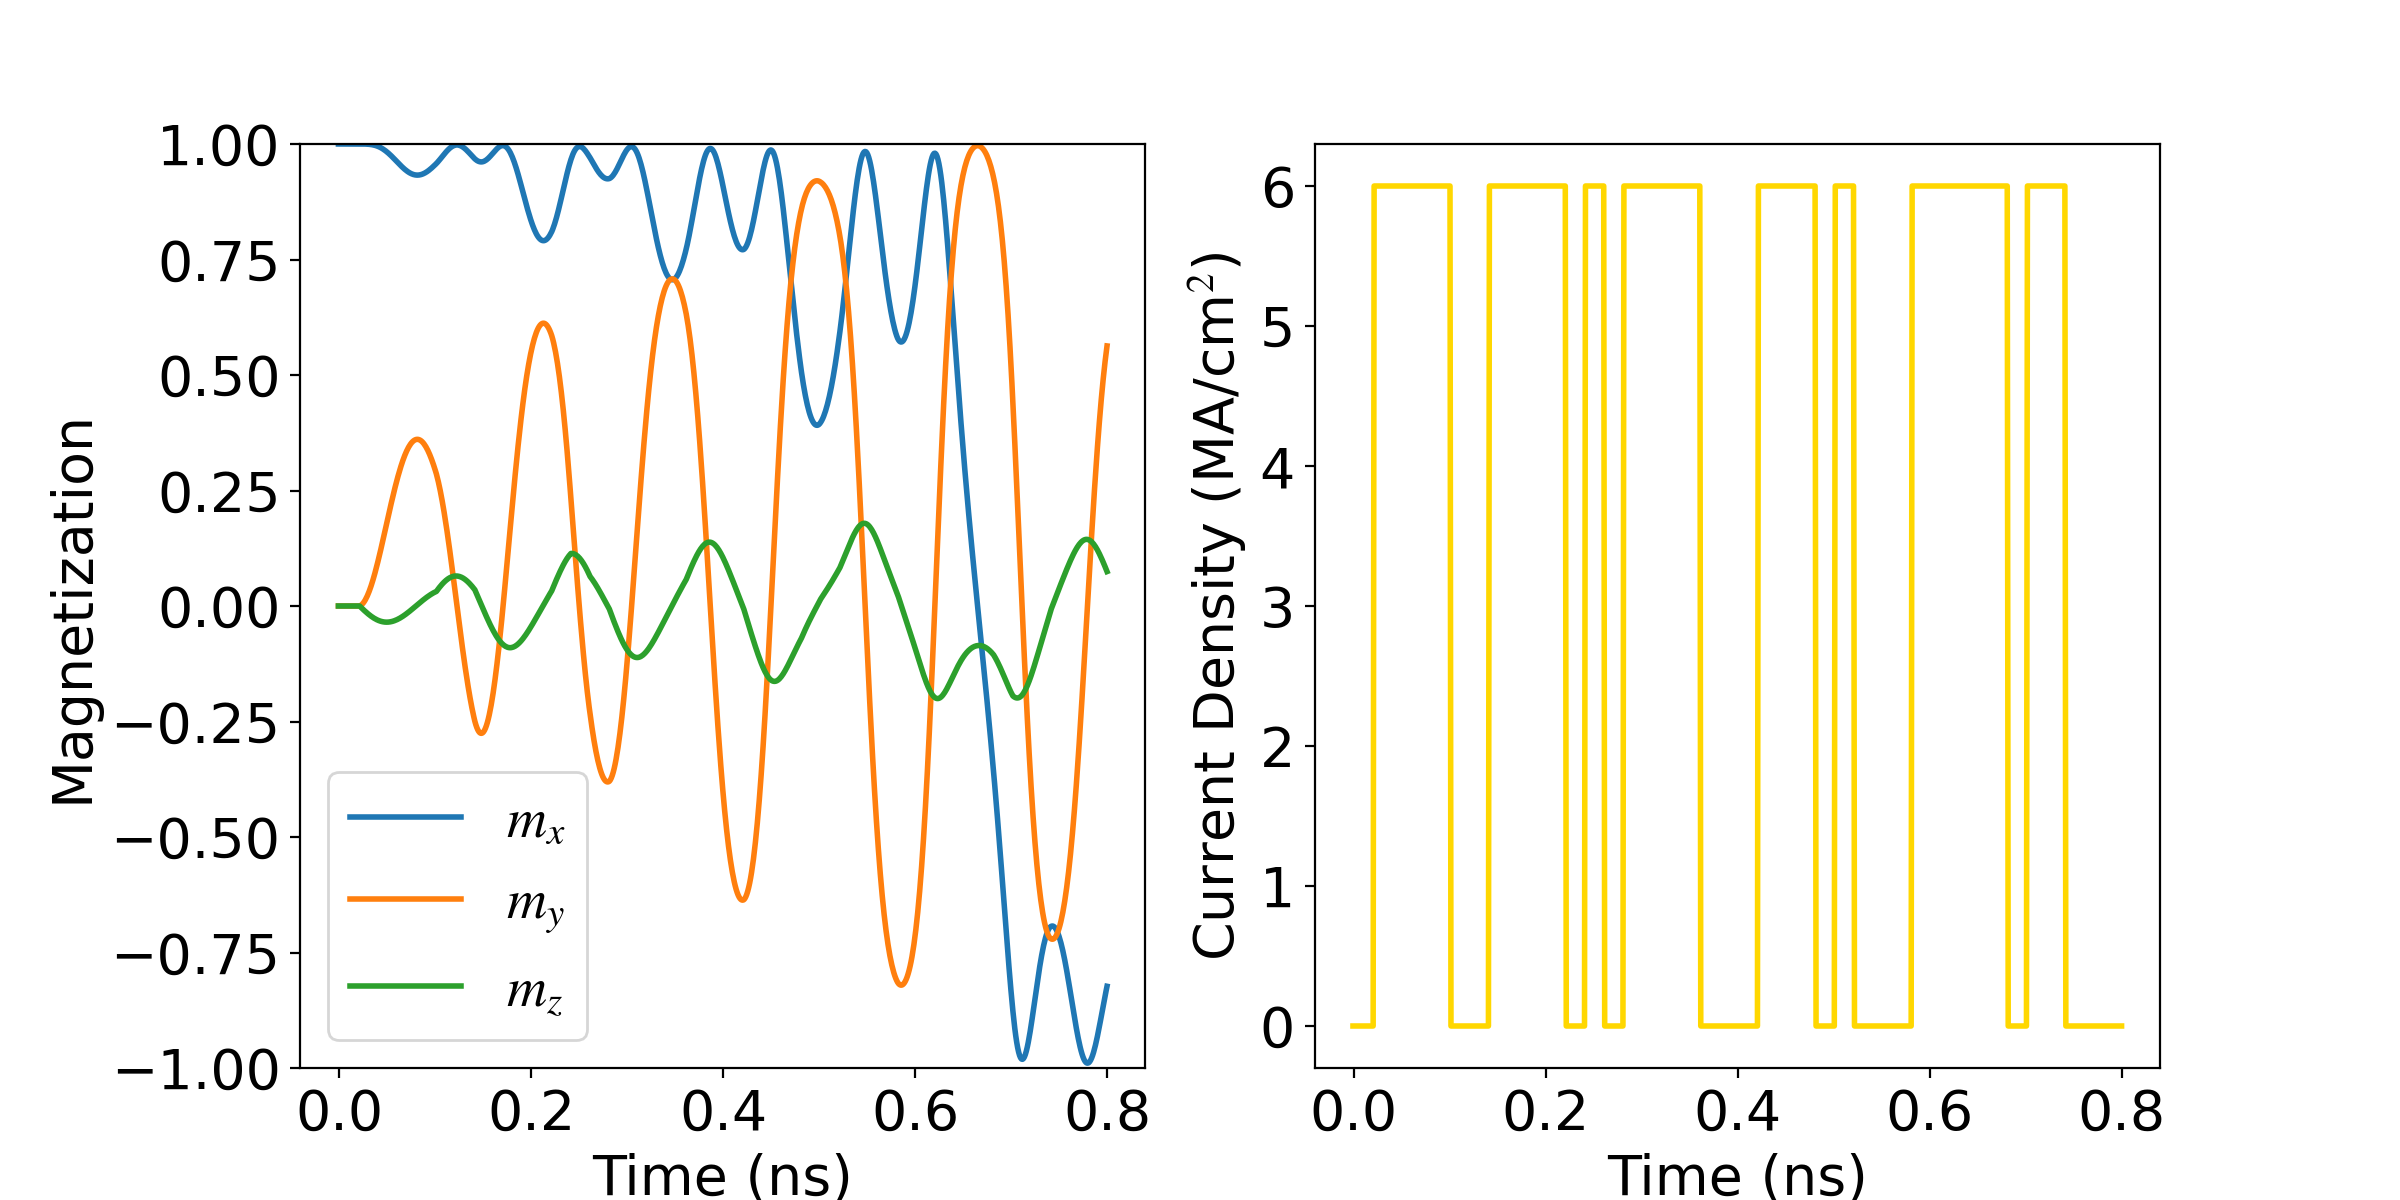 1.00
0.75
0.50
0.25
0.00
−0.25
−0.50
−0.75
−1.00
Magnetization
m_x
m_y
m_z
0.0 0.2 0.4 0.6 0.8
Time (ns)
6
5
4
3
2
1
0
Current Density (MA/cm²)
0.0 0.2 0.4 0.6 0.8
Time (ns)